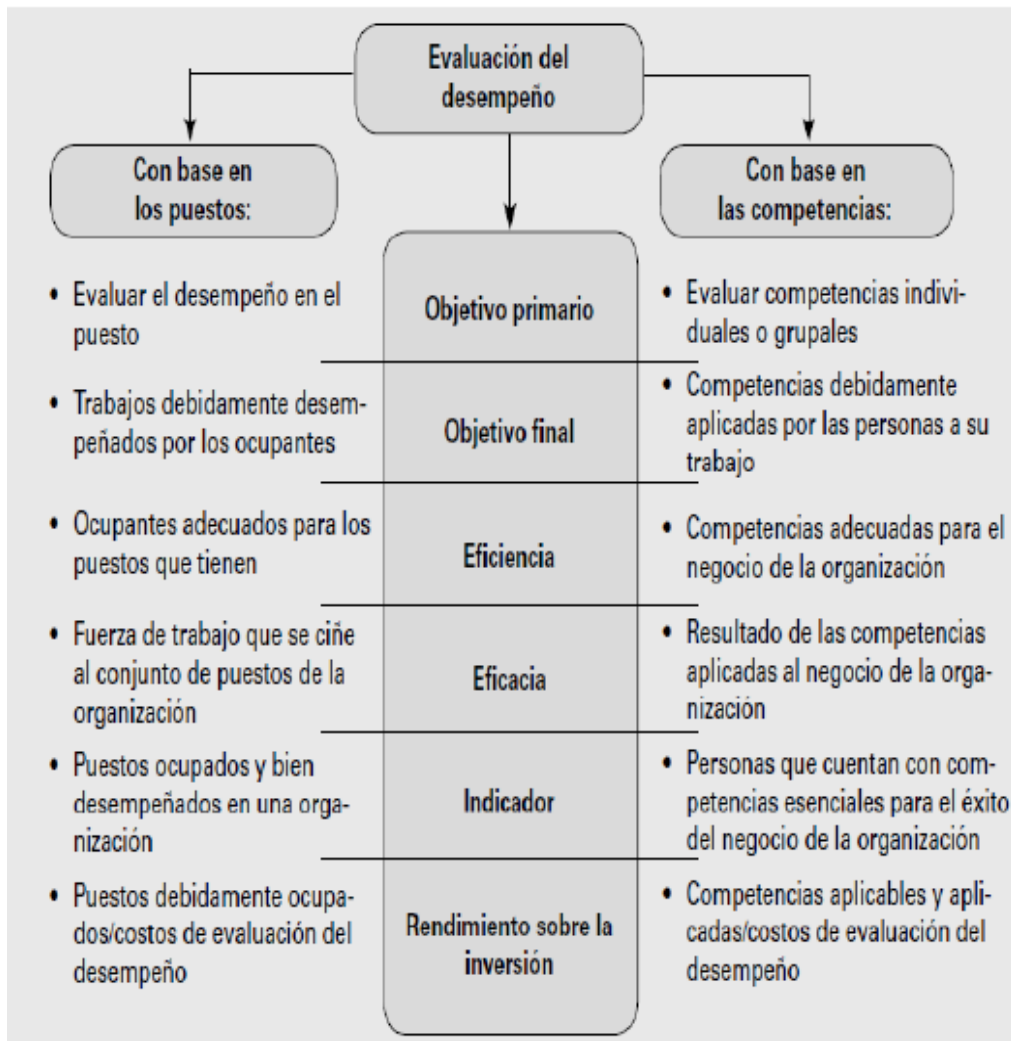 Evaluación del
desempeño
Con base en
los puestos:
Con base en
las competencias:
• Evaluar el desempeño en el
puesto
Objetivo primario
• Evaluar competencias indivi-
duales o grupales
• Trabajos debidamente desem-
peñados por los ocupantes
Objetivo final
• Competencias debidamente
aplicadas por las personas a su
trabajo
• Ocupantes adecuados para los
puestos que tienen
Eficiencia
• Competencias adecuadas para el
negocio de la organización
• Fuerza de trabajo que se ciñe
al conjunto de puestos de la
organización
Eficacia
• Resultado de las competencias
aplicadas al negocio de la orga-
nización
• Puestos ocupados y bien
desempeñados en una orga-
nización
Indicador
• Personas que cuentan con com-
petencias esenciales para el éxito
del negocio de la organización
• Puestos debidamente ocupa-
dos/costos de evaluación del
desempeño
Rendimiento sobre la
inversión
• Competencias aplicables y apli-
cadas/costos de evaluación del
desempeño